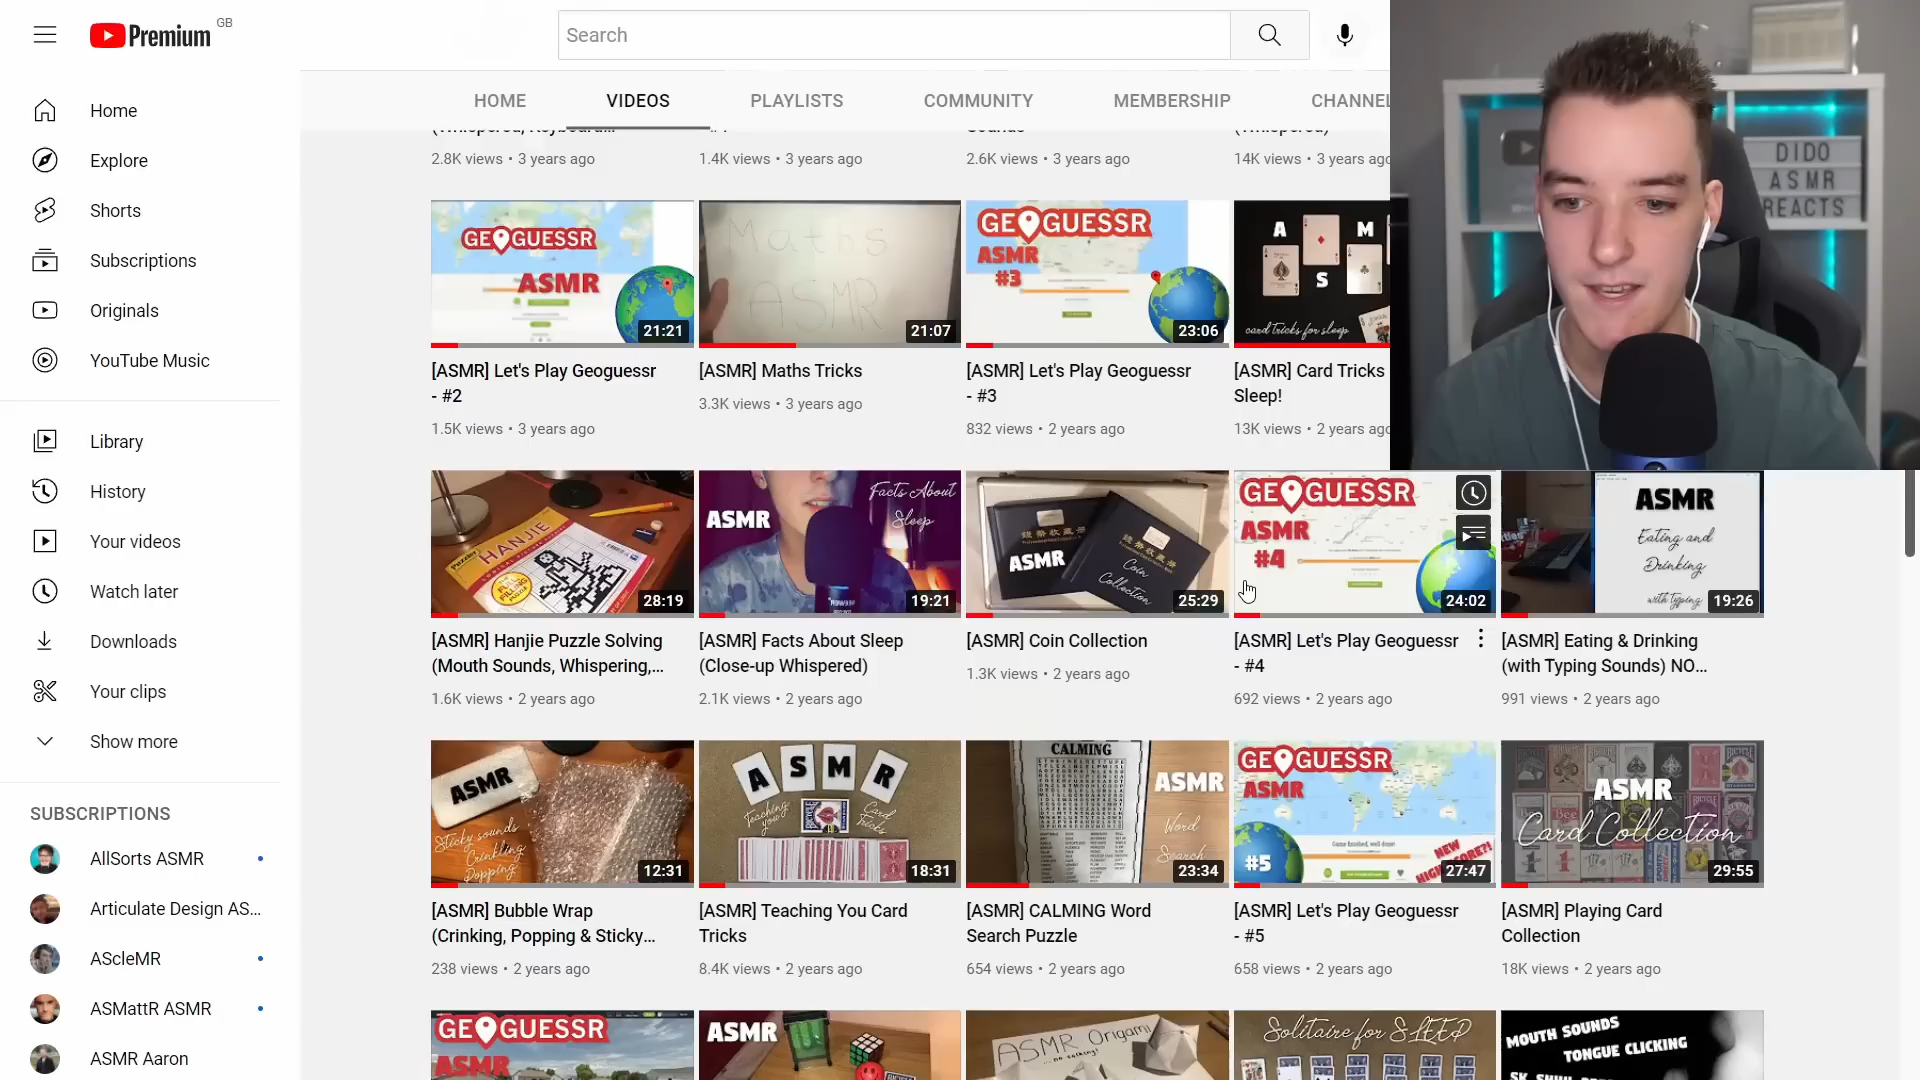 Premium
GB
Search
HOME
VIDEOS
PLAYLISTS
COMMUNITY
MEMBERSHIP
CHANNEL
DIDO
ASMR
REACTS
Home
Explore
Shorts
Subscriptions
Originals
YouTube Music
Library
History
Your videos
Watch later
Downloads
Your clips
Show more
SUBSCRIPTIONS
AllSorts ASMR
Articulate Design AS...
AScleMR
ASMattR ASMR
ASMR Aaron
2.8K views • 3 years ago
1.4K views • 3 years ago
2.6K views • 3 years ago
14K views • 3 years ago
GEOGUESSR
ASMR
21:21
[ASMR] Let's Play Geoguessr
- #2
1.5K views • 3 years ago
Maths
ASMR
21:07
[ASMR] Maths Tricks
3.3K views • 3 years ago
GEOGUESSR
ASMR
#3
23:06
[ASMR] Let's Play Geoguessr
- #3
832 views • 2 years ago
A
M
S
card tricks for sleep
[ASMR] Card Tricks
Sleep!
13K views • 2 years ago
HANJIE
28:19
[ASMR] Hanjie Puzzle Solving
(Mouth Sounds, Whispering,...
1.6K views • 2 years ago
ASMR
Facts About
Sleep
19:21
[ASMR] Facts About Sleep
(Close-up Whispered)
2.1K views • 2 years ago
ASMR
Coin
Collection
25:29
[ASMR] Coin Collection
1.3K views • 2 years ago
GEOGUESSR
ASMR
#4
24:02
[ASMR] Let's Play Geoguessr
- #4
692 views • 2 years ago
ASMR
Eating and
Drinking
with typing
19:26
[ASMR] Eating & Drinking
(with Typing Sounds) NO...
991 views • 2 years ago
ASMR
Sticky sounds
Crinkling
Popping
12:31
[ASMR] Bubble Wrap
(Crinking, Popping & Sticky...
238 views • 2 years ago
A S M R
Teaching
you
Card
Tricks
18:31
[ASMR] Teaching You Card
Tricks
8.4K views • 2 years ago
CALMING
ASMR
Word
Search
23:34
[ASMR] CALMING Word
Search Puzzle
654 views • 2 years ago
GEOGUESSR
ASMR
#5
NEW
HIGH SCORE?!
27:47
[ASMR] Let's Play Geoguessr
- #5
658 views • 2 years ago
ASMR
Card Collection
29:55
[ASMR] Playing Card
Collection
18K views • 2 years ago
GEOGUESSR
ASMR
ASMR
ASMR Origami
no talking!
Solitaire for SLEEP
MOUTH SOUNDS
TONGUE CLICKING